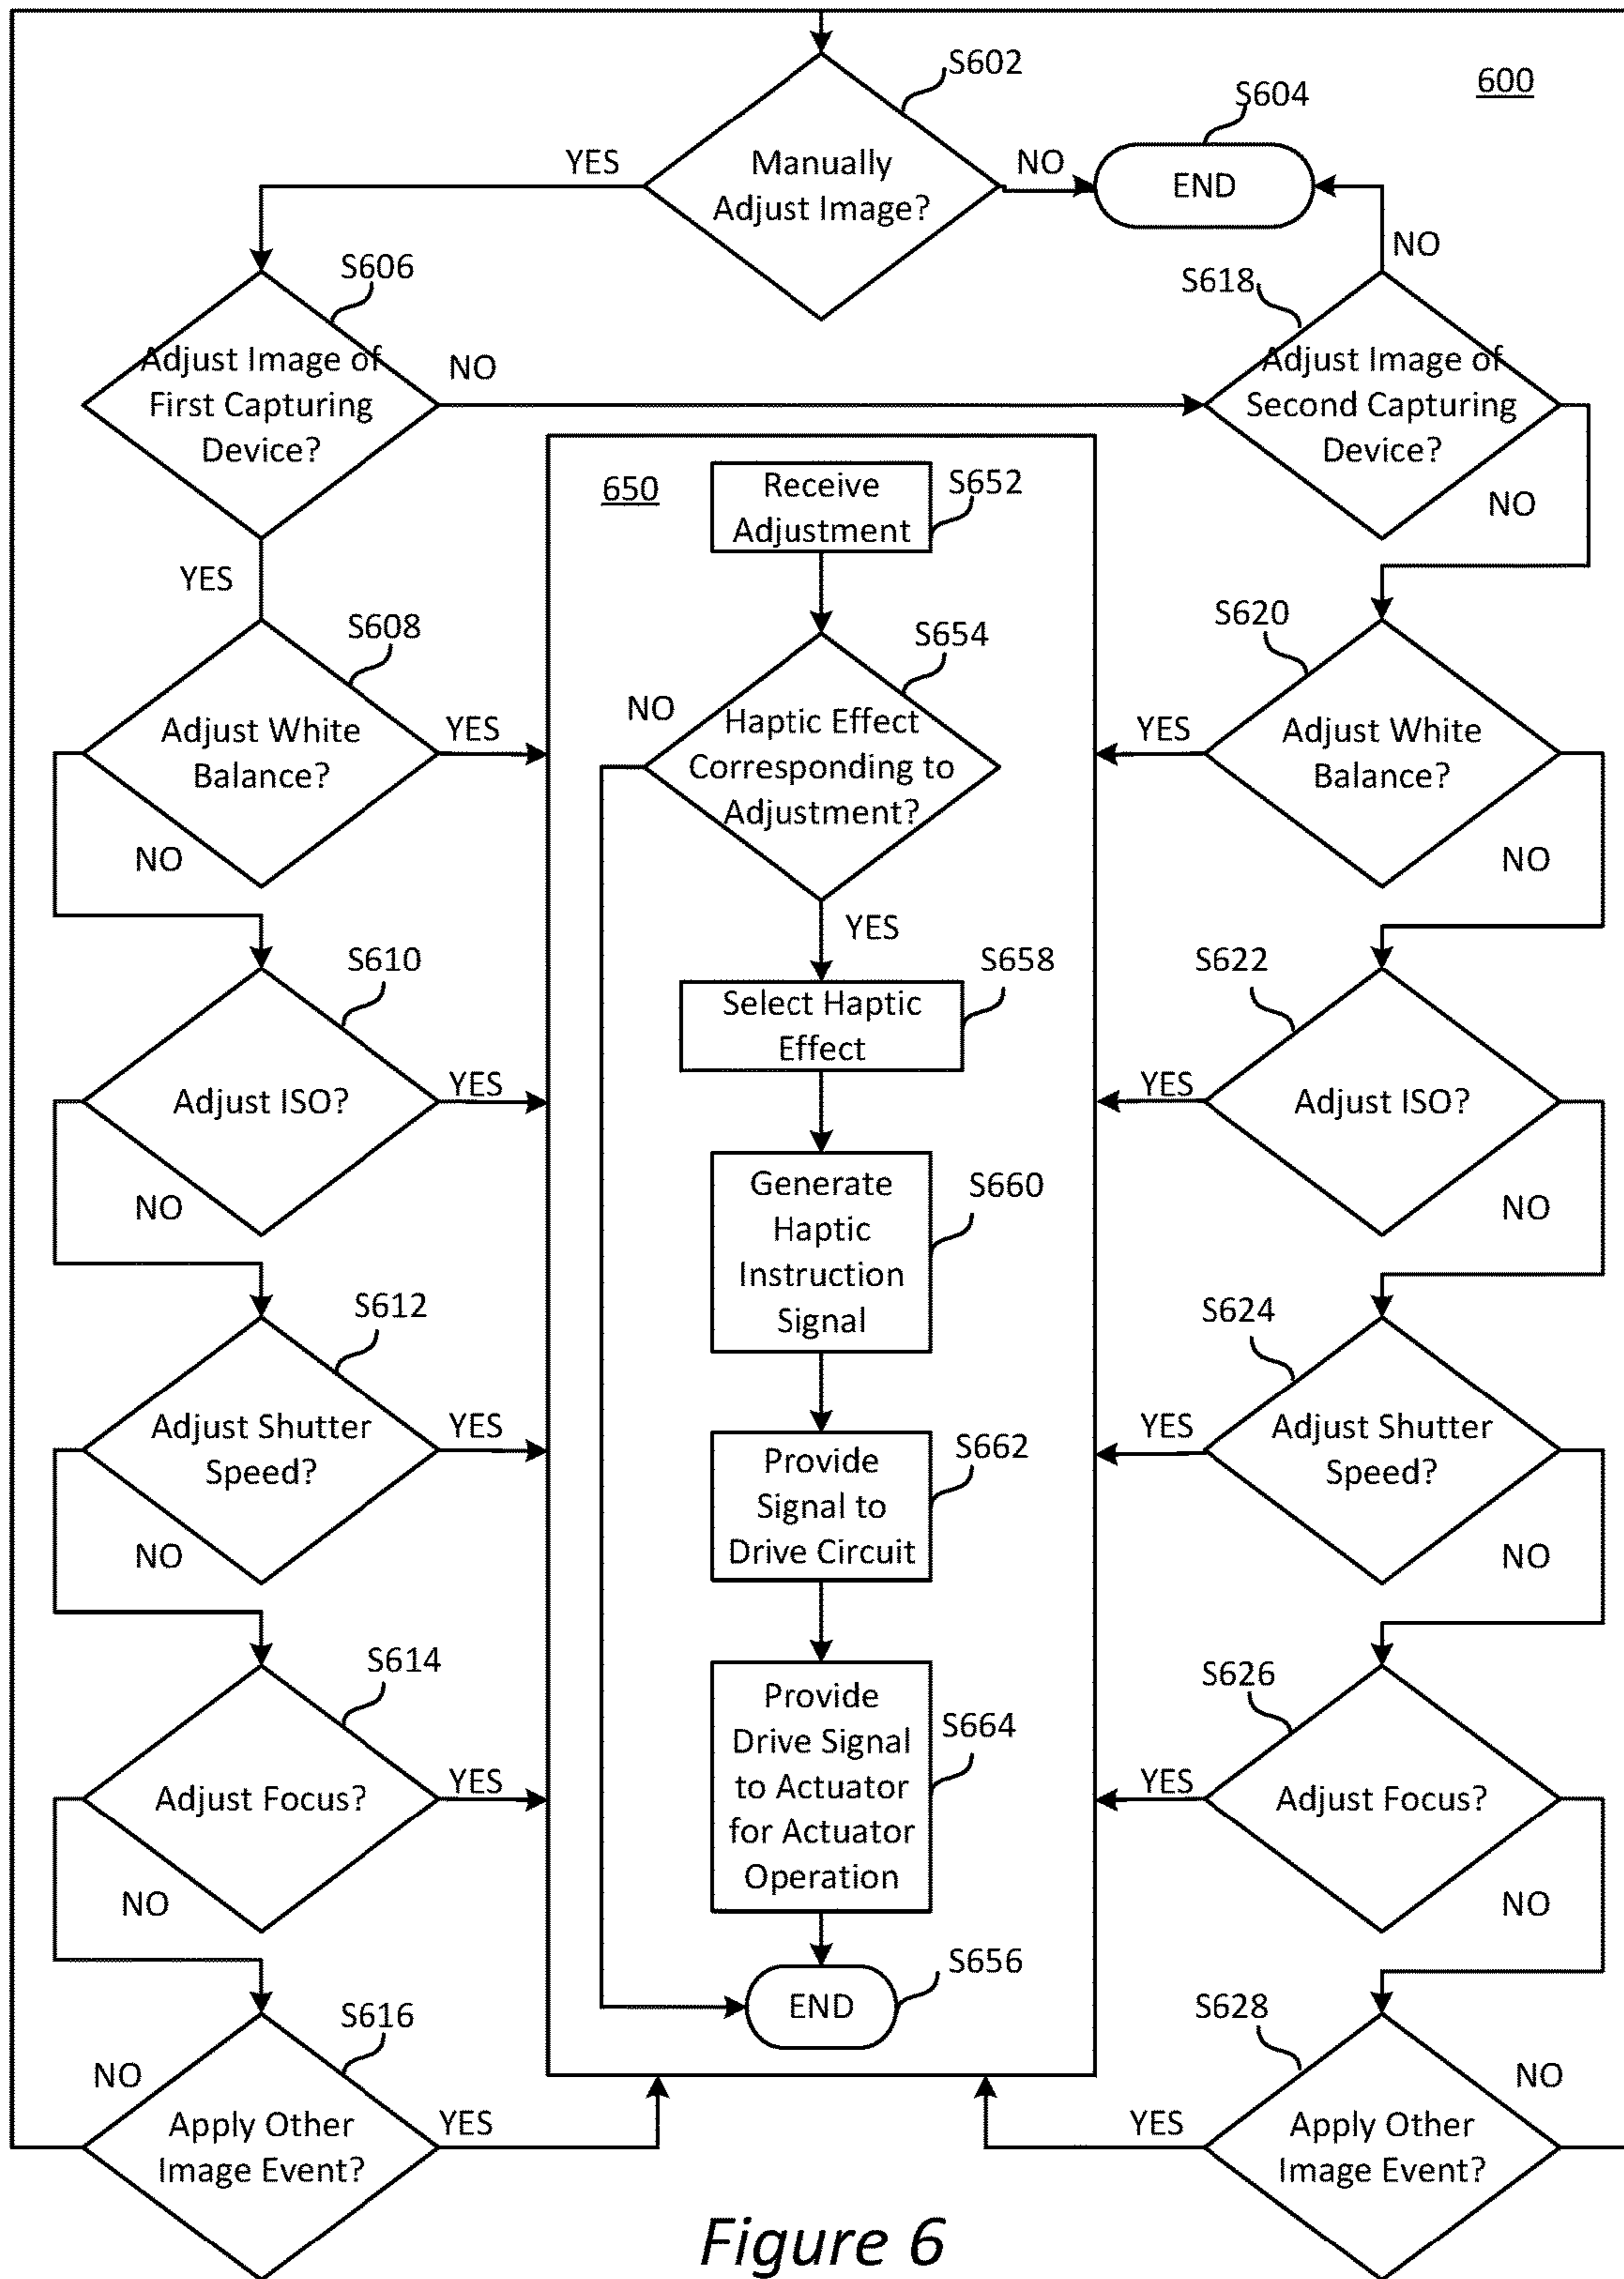 S602
600
S604
YES
Manually
Adjust Image?
NO
END
NO
S606
S618
Adjust Image of
First Capturing
Device?
NO
Adjust Image of
Second Capturing
Device?
NO
YES
650
Receive
Adjustment
S652
S608
S654
S620
Adjust White
Balance?
YES
NO
NO
Haptic Effect
Corresponding to
Adjustment?
YES
YES
Adjust White
Balance?
NO
S610
S658
S622
Select Haptic
Effect
Adjust ISO?
YES
NO
YES
Adjust ISO?
NO
Generate
Haptic
Instruction
Signal
S660
S612
S624
Adjust Shutter
Speed?
YES
NO
Provide
Signal to
Drive Circuit
S662
YES
Adjust Shutter
Speed?
NO
S614
S626
Adjust Focus?
YES
NO
Provide
Drive Signal
to Actuator
for Actuator
Operation
S664
YES
Adjust Focus?
NO
END
S656
S616
S628
NO
Apply Other
Image Event?
YES
YES
Apply Other
Image Event?
NO
Figure 6